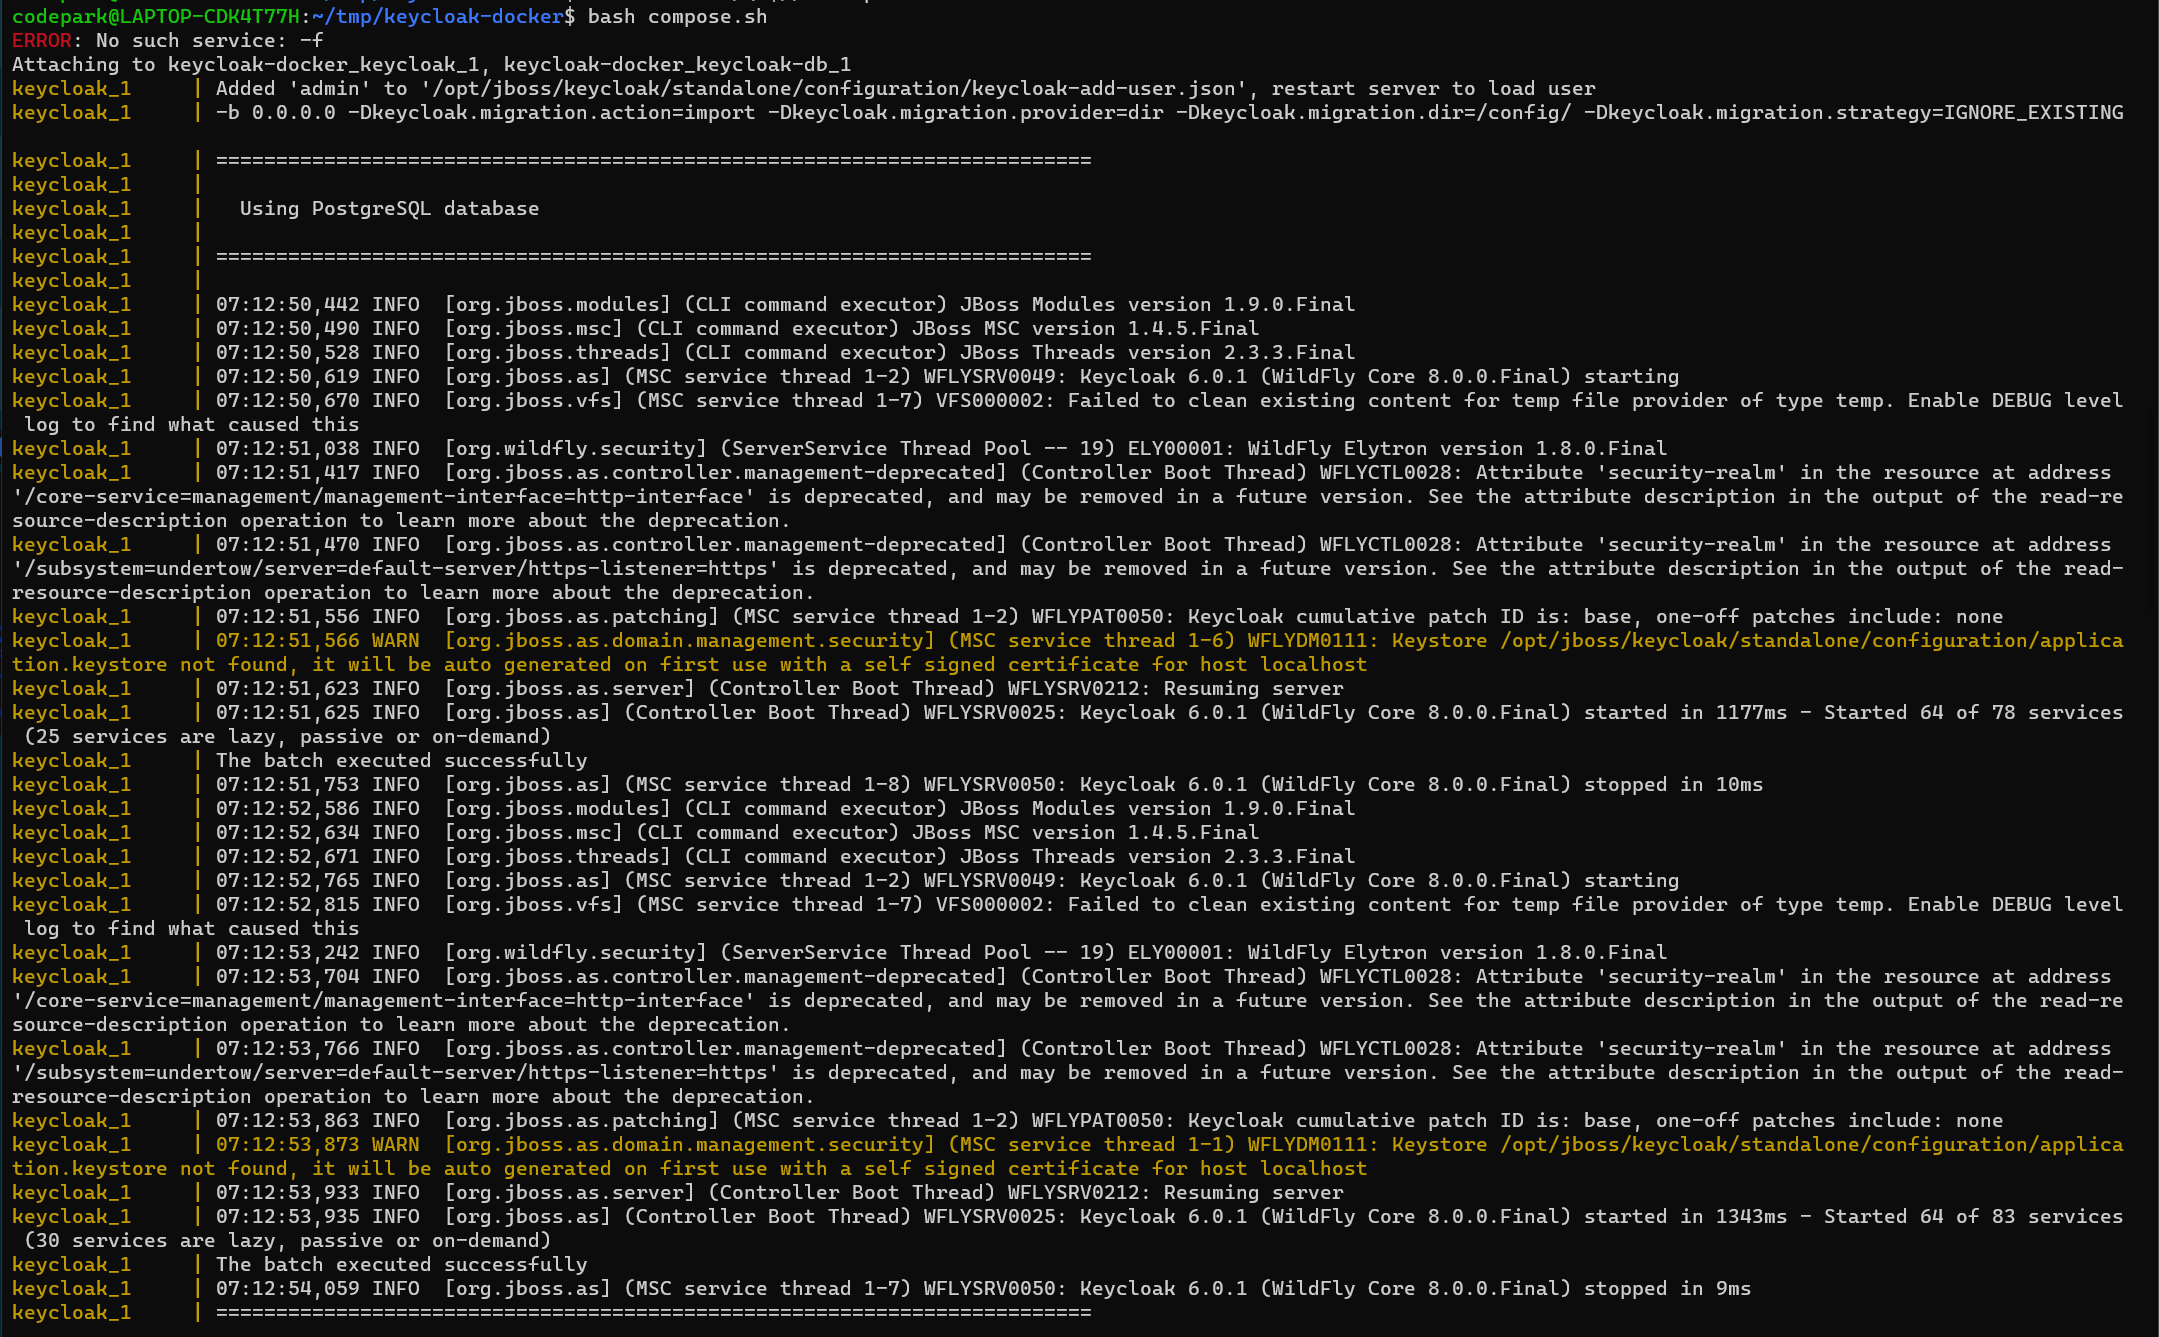 codepark@LAPTOP-CDK4T77H:~/tmp/keycloak-docker$ bash compose.sh
ERROR: No such service: -f
Attaching to keycloak-docker_keycloak_1, keycloak-docker_keycloak-db_1
keycloak_1     | Added 'admin' to '/opt/jboss/keycloak/standalone/configuration/keycloak-add-user.json', restart server to load user
keycloak_1     | -b 0.0.0.0 -Dkeycloak.migration.action=import -Dkeycloak.migration.provider=dir -Dkeycloak.migration.dir=/config/ -Dkeycloak.migration.strategy=IGNORE_EXISTING
keycloak_1     | =========================================================================
keycloak_1     |
keycloak_1     |   Using PostgreSQL database
keycloak_1     |
keycloak_1     | =========================================================================
keycloak_1     |
keycloak_1     | 07:12:50,442 INFO  [org.jboss.modules] (CLI command executor) JBoss Modules version 1.9.0.Final
keycloak_1     | 07:12:50,490 INFO  [org.jboss.msc] (CLI command executor) JBoss MSC version 1.4.5.Final
keycloak_1     | 07:12:50,528 INFO  [org.jboss.threads] (CLI command executor) JBoss Threads version 2.3.3.Final
keycloak_1     | 07:12:50,619 INFO  [org.jboss.as] (MSC service thread 1-2) WFLYSRV0049: Keycloak 6.0.1 (WildFly Core 8.0.0.Final) starting
keycloak_1     | 07:12:50,670 INFO  [org.jboss.vfs] (MSC service thread 1-7) VFS000002: Failed to clean existing content for temp file provider of type temp. Enable DEBUG level
 log to find what caused this
keycloak_1     | 07:12:51,038 INFO  [org.wildfly.security] (ServerService Thread Pool -- 19) ELY00001: WildFly Elytron version 1.8.0.Final
keycloak_1     | 07:12:51,417 INFO  [org.jboss.as.controller.management-deprecated] (Controller Boot Thread) WFLYCTL0028: Attribute 'security-realm' in the resource at address
'/core-service=management/management-interface=http-interface' is deprecated, and may be removed in a future version. See the attribute description in the output of the read-re
source-description operation to learn more about the deprecation.
keycloak_1     | 07:12:51,470 INFO  [org.jboss.as.controller.management-deprecated] (Controller Boot Thread) WFLYCTL0028: Attribute 'security-realm' in the resource at address
'/subsystem=undertow/server=default-server/https-listener=https' is deprecated, and may be removed in a future version. See the attribute description in the output of the read-
resource-description operation to learn more about the deprecation.
keycloak_1     | 07:12:51,556 INFO  [org.jboss.as.patching] (MSC service thread 1-2) WFLYPAT0050: Keycloak cumulative patch ID is: base, one-off patches include: none
keycloak_1     | 07:12:51,566 WARN  [org.jboss.as.domain.management.security] (MSC service thread 1-6) WFLYDM0111: Keystore /opt/jboss/keycloak/standalone/configuration/applica
tion.keystore not found, it will be auto generated on first use with a self signed certificate for host localhost
keycloak_1     | 07:12:51,623 INFO  [org.jboss.as.server] (Controller Boot Thread) WFLYSRV0212: Resuming server
keycloak_1     | 07:12:51,625 INFO  [org.jboss.as] (Controller Boot Thread) WFLYSRV0025: Keycloak 6.0.1 (WildFly Core 8.0.0.Final) started in 1177ms - Started 64 of 78 services
 (25 services are lazy, passive or on-demand)
keycloak_1     | The batch executed successfully
keycloak_1     | 07:12:51,753 INFO  [org.jboss.as] (MSC service thread 1-8) WFLYSRV0050: Keycloak 6.0.1 (WildFly Core 8.0.0.Final) stopped in 10ms
keycloak_1     | 07:12:52,586 INFO  [org.jboss.modules] (CLI command executor) JBoss Modules version 1.9.0.Final
keycloak_1     | 07:12:52,634 INFO  [org.jboss.msc] (CLI command executor) JBoss MSC version 1.4.5.Final
keycloak_1     | 07:12:52,671 INFO  [org.jboss.threads] (CLI command executor) JBoss Threads version 2.3.3.Final
keycloak_1     | 07:12:52,765 INFO  [org.jboss.as] (MSC service thread 1-2) WFLYSRV0049: Keycloak 6.0.1 (WildFly Core 8.0.0.Final) starting
keycloak_1     | 07:12:52,815 INFO  [org.jboss.vfs] (MSC service thread 1-7) VFS000002: Failed to clean existing content for temp file provider of type temp. Enable DEBUG level
 log to find what caused this
keycloak_1     | 07:12:53,242 INFO  [org.wildfly.security] (ServerService Thread Pool -- 19) ELY00001: WildFly Elytron version 1.8.0.Final
keycloak_1     | 07:12:53,704 INFO  [org.jboss.as.controller.management-deprecated] (Controller Boot Thread) WFLYCTL0028: Attribute 'security-realm' in the resource at address
'/core-service=management/management-interface=http-interface' is deprecated, and may be removed in a future version. See the attribute description in the output of the read-re
source-description operation to learn more about the deprecation.
keycloak_1     | 07:12:53,766 INFO  [org.jboss.as.controller.management-deprecated] (Controller Boot Thread) WFLYCTL0028: Attribute 'security-realm' in the resource at address
'/subsystem=undertow/server=default-server/https-listener=https' is deprecated, and may be removed in a future version. See the attribute description in the output of the read-
resource-description operation to learn more about the deprecation.
keycloak_1     | 07:12:53,863 INFO  [org.jboss.as.patching] (MSC service thread 1-2) WFLYPAT0050: Keycloak cumulative patch ID is: base, one-off patches include: none
keycloak_1     | 07:12:53,873 WARN  [org.jboss.as.domain.management.security] (MSC service thread 1-1) WFLYDM0111: Keystore /opt/jboss/keycloak/standalone/configuration/applica
tion.keystore not found, it will be auto generated on first use with a self signed certificate for host localhost
keycloak_1     | 07:12:53,933 INFO  [org.jboss.as.server] (Controller Boot Thread) WFLYSRV0212: Resuming server
keycloak_1     | 07:12:53,935 INFO  [org.jboss.as] (Controller Boot Thread) WFLYSRV0025: Keycloak 6.0.1 (WildFly Core 8.0.0.Final) started in 1343ms - Started 64 of 83 services
 (30 services are lazy, passive or on-demand)
keycloak_1     | The batch executed successfully
keycloak_1     | 07:12:54,059 INFO  [org.jboss.as] (MSC service thread 1-7) WFLYSRV0050: Keycloak 6.0.1 (WildFly Core 8.0.0.Final) stopped in 9ms
keycloak_1     | =========================================================================